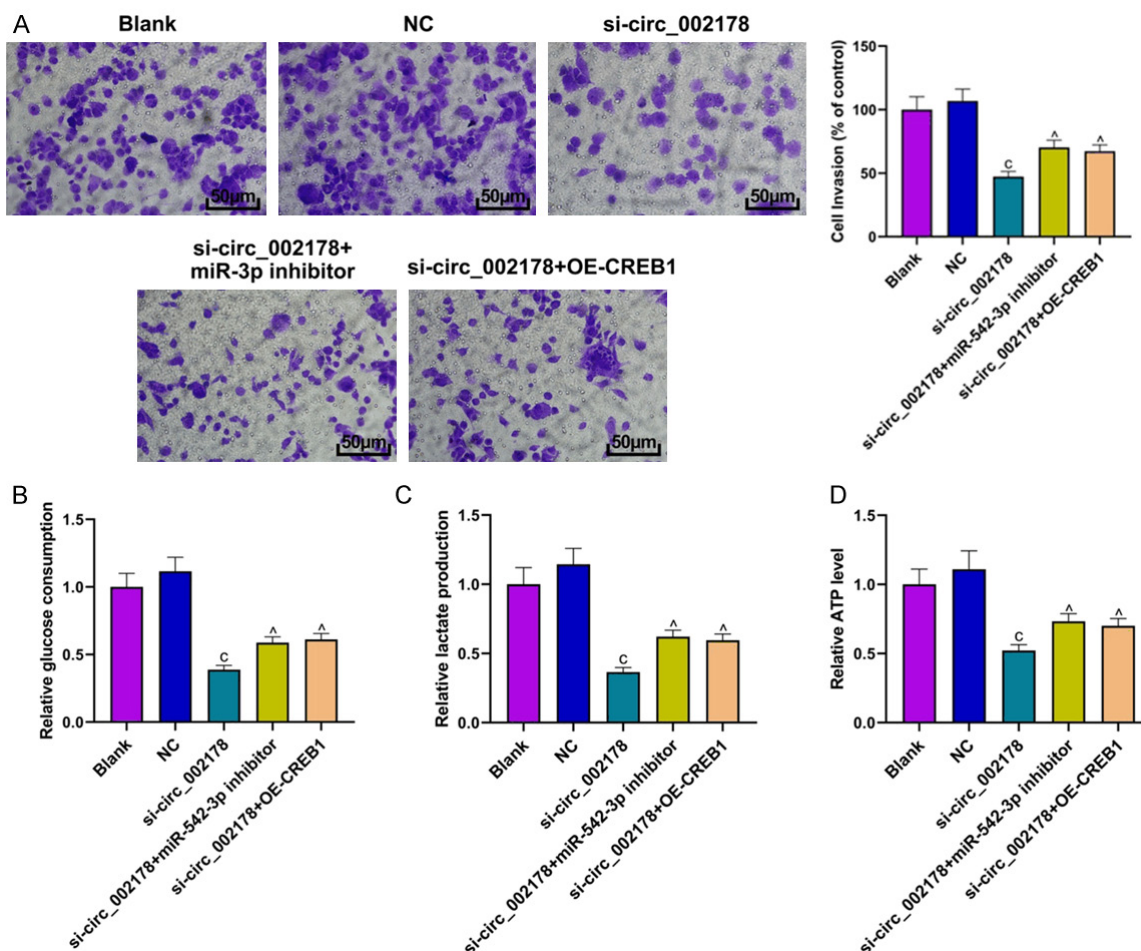 A
Blank
NC
si-circ_002178
50μm
50μm
50μm
si-circ_002178+
miR-3p inhibitor
si-circ_002178+OE-CREB1
50μm
50μm
Cell Invasion (% of control)
150
100
50
0
C
^
^
Blank
NC
si-circ_002178
si-circ_002178+miR-542-3p inhibitor
si-circ_002178+OE-CREB1
B
Relative glucose consumption
1.5
1.0
0.5
0.0
C
^
^
Blank
NC
si-circ_002178
si-circ_002178+miR-542-3p inhibitor
si-circ_002178+OE-CREB1
C
Relative lactate production
1.5
1.0
0.5
0.0
C
^
^
Blank
NC
si-circ_002178
si-circ_002178+miR-542-3p inhibitor
si-circ_002178+OE-CREB1
D
Relative ATP level
1.5
1.0
0.5
0.0
C
^
^
Blank
NC
si-circ_002178
si-circ_002178+miR-542-3p inhibitor
si-circ_002178+OE-CREB1